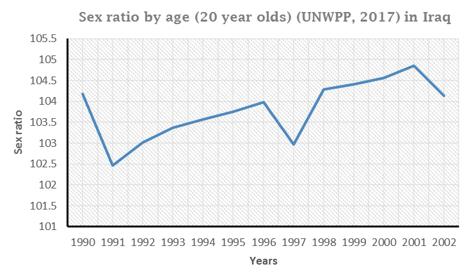 Sex ratio by age (20 year olds) (UNWPP, 2017) in Iraq
105.5
105
104.5
104
103.5
103
102.5
102
101.5
101
Sex ratio
1990 1991 1992 1993 1994 1995 1996 1997 1998 1999 2000 2001 2002
Years